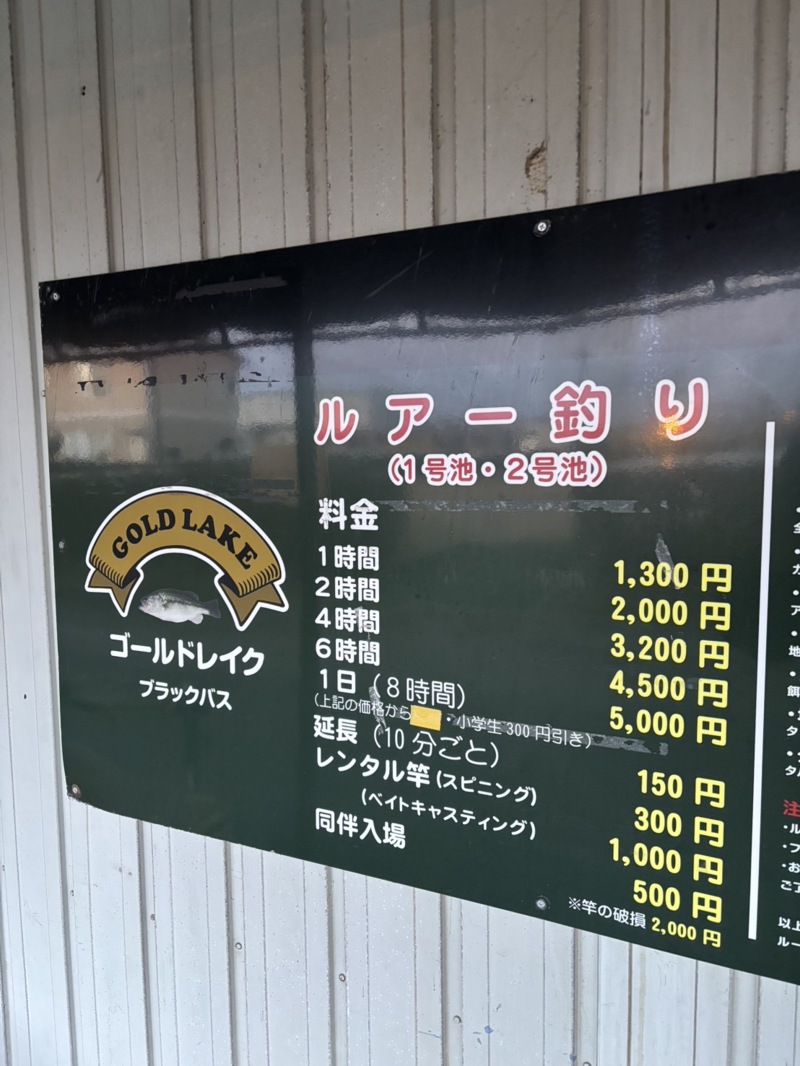 GOLD LAKE
ゴールドレイク
ブラックバス
ルアー釣り
(1号池・2号池)
料金
1時間 1,300円
2時間 2,000円
4時間 3,200円
6時間 4,500円
1日(8時間) 5,000円
(上記の価格から・小学生300円引き)
延長(10分ごと) 150円
レンタル竿(スピニング) 300円
(ベイトキャスティング) 1,000円
同伴入場 500円
※竿の破損 2,000円